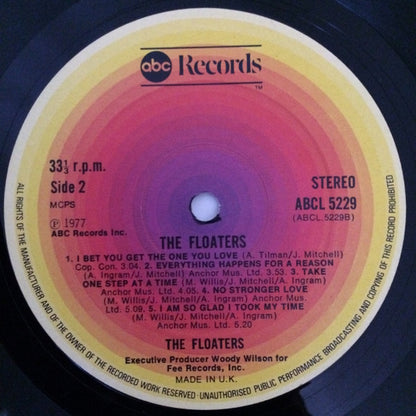 abc Records
TM
33⅓ r.p.m.
Side 2
MCPS
℗ 1977
ABC Records Inc.
STEREO
ABCL 5229
(ABCL.5229B)
THE FLOATERS
1. I BET YOU GET THE ONE YOU LOVE (A. Tilman/J. Mitchell)
Cop. Con. 3.04. 2. EVERYTHING HAPPENS FOR A REASON
(A. Ingram/J. Mitchell) Anchor Mus. Ltd. 3.53. 3. TAKE
ONE STEP AT A TIME (M. Willis/J. Mitchell/A. Ingram)
Anchor Mus. Ltd. 4.05. 4. NO STRONGER LOVE
(M. Willis/J. Mitchell/A. Ingram) Anchor Mus.
Ltd. 5.09. 5. I AM SO GLAD I TOOK MY TIME
(M. Willis/J. Mitchell/A. Ingram) Anchor
Mus. Ltd. 5.20
THE FLOATERS
Executive Producer Woody Wilson for
Fee Records, Inc.
MADE IN U.K.
ALL RIGHTS OF THE MANUFACTURER AND OF THE OWNER OF THE RECORDED WORK RESERVED · UNAUTHORISED PUBLIC PERFORMANCE BROADCASTING AND COPYING OF THIS RECORD PROHIBITED.